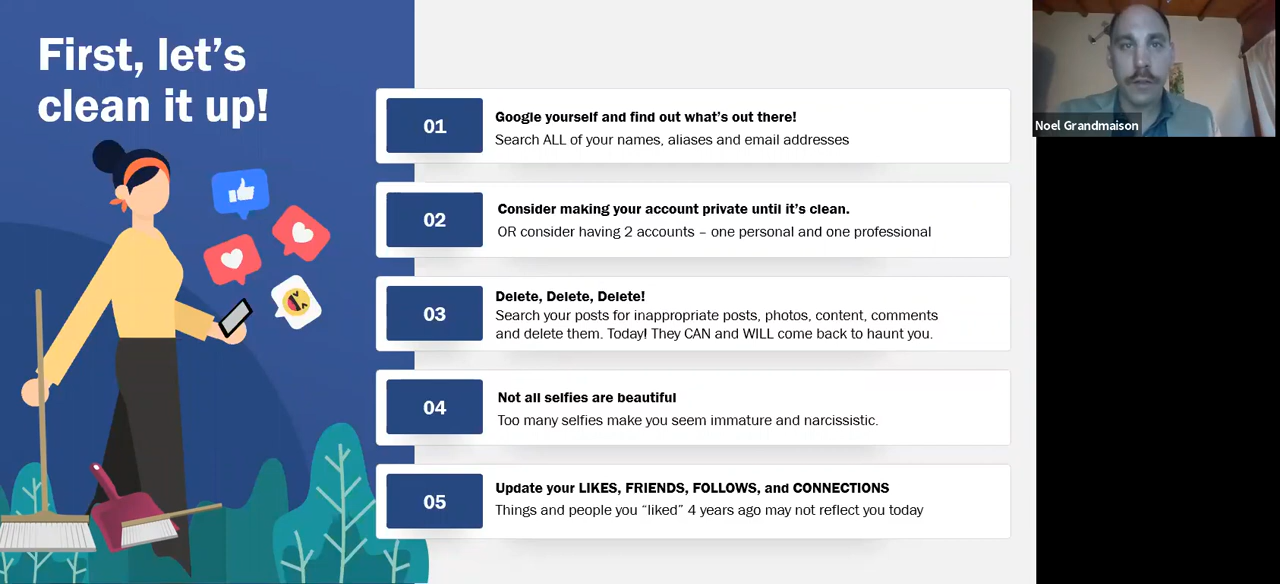 First, let's
clean it up!
01
Google yourself and find out what's out there!
Search ALL of your names, aliases and email addresses
02
Consider making your account private until it's clean.
OR consider having 2 accounts – one personal and one professional
03
Delete, Delete, Delete!
Search your posts for inappropriate posts, photos, content, comments
and delete them. Today! They CAN and WILL come back to haunt you.
04
Not all selfies are beautiful
Too many selfies make you seem immature and narcissistic.
05
Update your LIKES, FRIENDS, FOLLOWS, and CONNECTIONS
Things and people you “liked” 4 years ago may not reflect you today
Noel Grandmaison